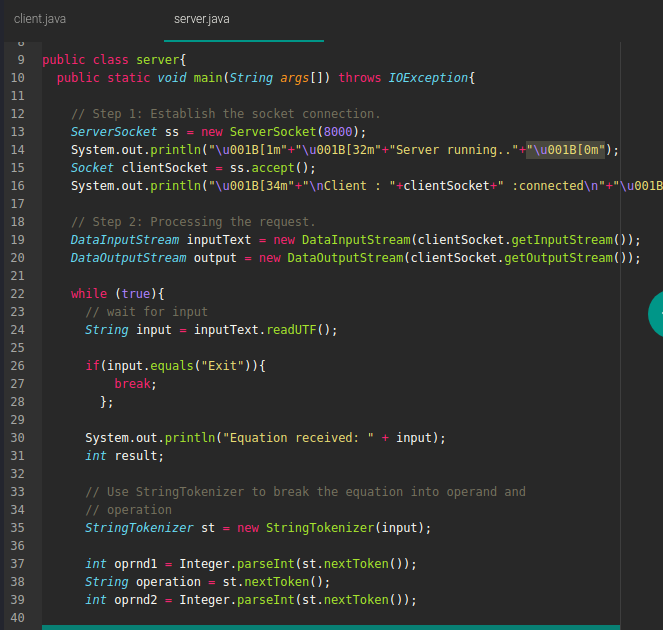 client.java
server.java
9 public class server{
10 public static void main(String args[]) throws IOException{
11
12 // Step 1: Establish the socket connection.
13 ServerSocket ss = new ServerSocket(8000);
14 System.out.println("\u001B[1m"+"\u001B[32m"+"Server running.."+"\u001B[0m");
15 Socket clientSocket = ss.accept();
16 System.out.println("\u001B[34m"+"\nClient : "+clientSocket+" :connected\n"+"\u001B
17
18 // Step 2: Processing the request.
19 DataInputStream inputText = new DataInputStream(clientSocket.getInputStream());
20 DataOutputStream output = new DataOutputStream(clientSocket.getOutputStream());
21
22 while (true){
23 // wait for input
24 String input = inputText.readUTF();
25
26 if(input.equals("Exit")){
27 break;
28 };
29
30 System.out.println("Equation received: " + input);
31 int result;
32
33 // Use StringTokenizer to break the equation into operand and
34 // operation
35 StringTokenizer st = new StringTokenizer(input);
36
37 int oprnd1 = Integer.parseInt(st.nextToken());
38 String operation = st.nextToken();
39 int oprnd2 = Integer.parseInt(st.nextToken());
40